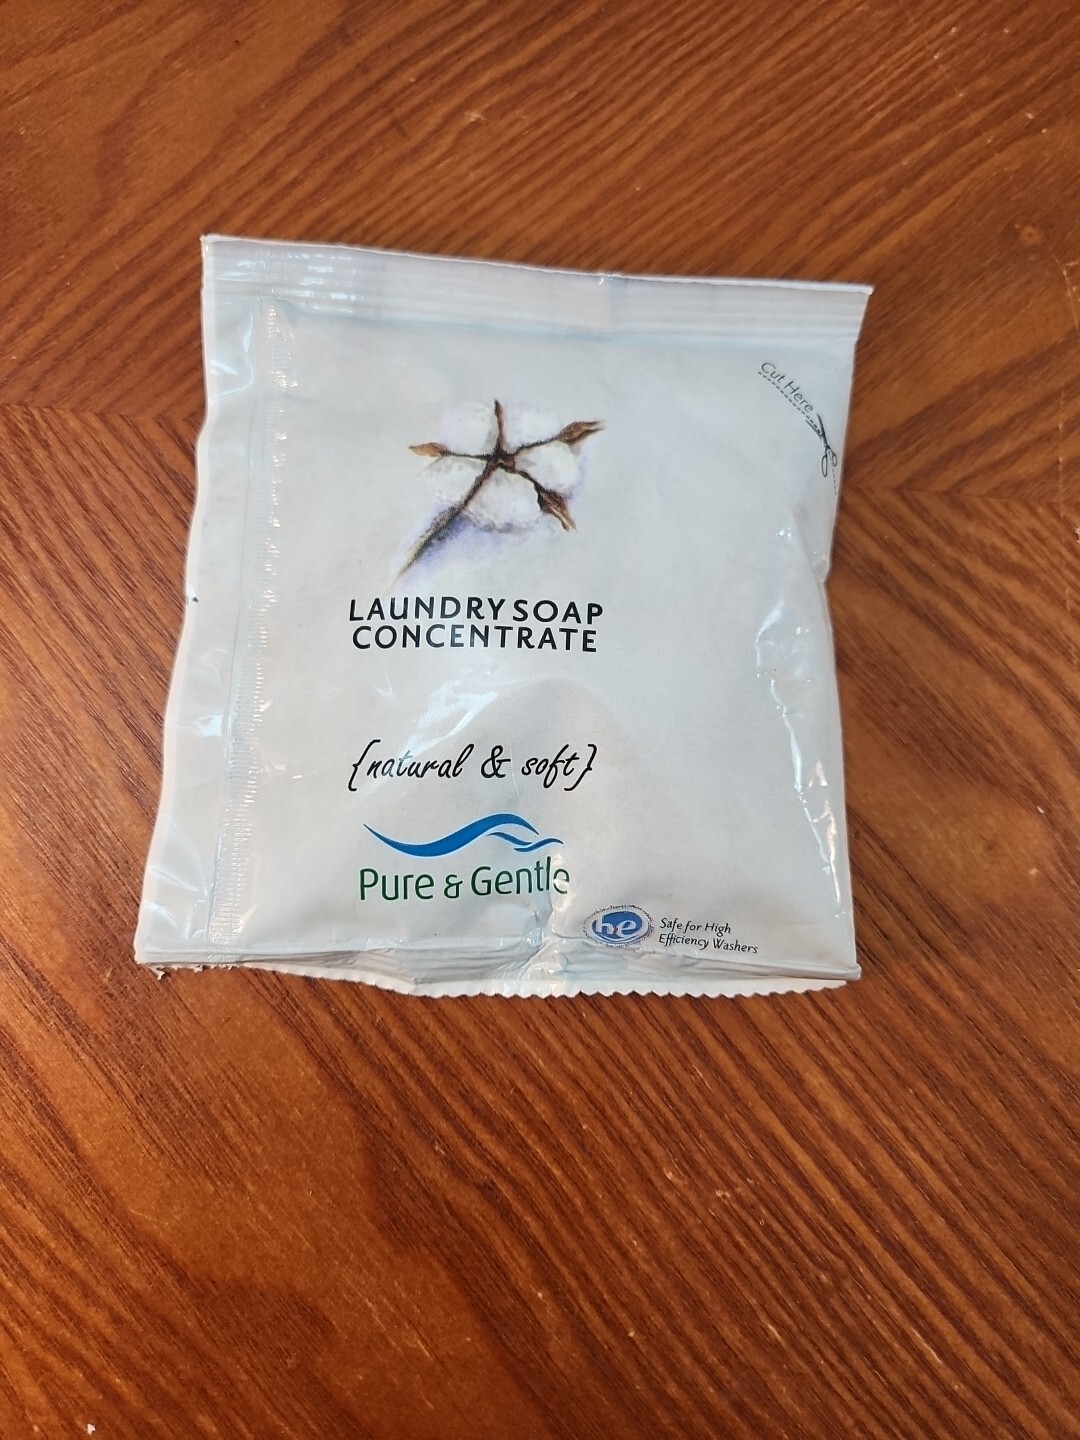 Cut Here
LAUNDRY SOAP
CONCENTRATE
{natural & soft}
Pure & Gentle
he
Safe for High
Efficiency Washers